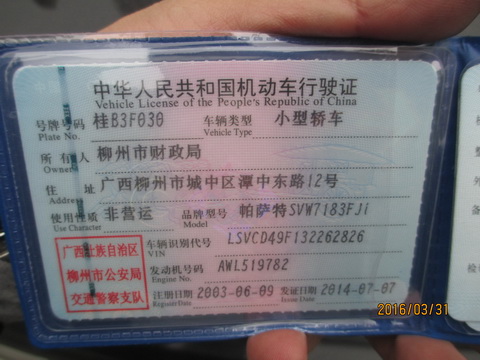 中华人民共和国机动车行驶证
Vehicle License of the People's Republic of China
号牌号码 桂B3F030 车辆类型 小型轿车
Plate No. Vehicle Type
所有人 柳州市财政局
Owner
住址 广西柳州市城中区潭中东路12号
Address
使用性质 非营运 品牌型号 帕萨特SVW7183FJI
Use Character Model
广西壮族自治区
柳州市公安局
交通警察支队
车辆识别代号 LSVCD49F132262826
VIN
发动机号码 AWL519782
Engine No.
注册日期 2003-06-09 发证日期 2014-07-07
Register Date Issue Date
2016/03/31